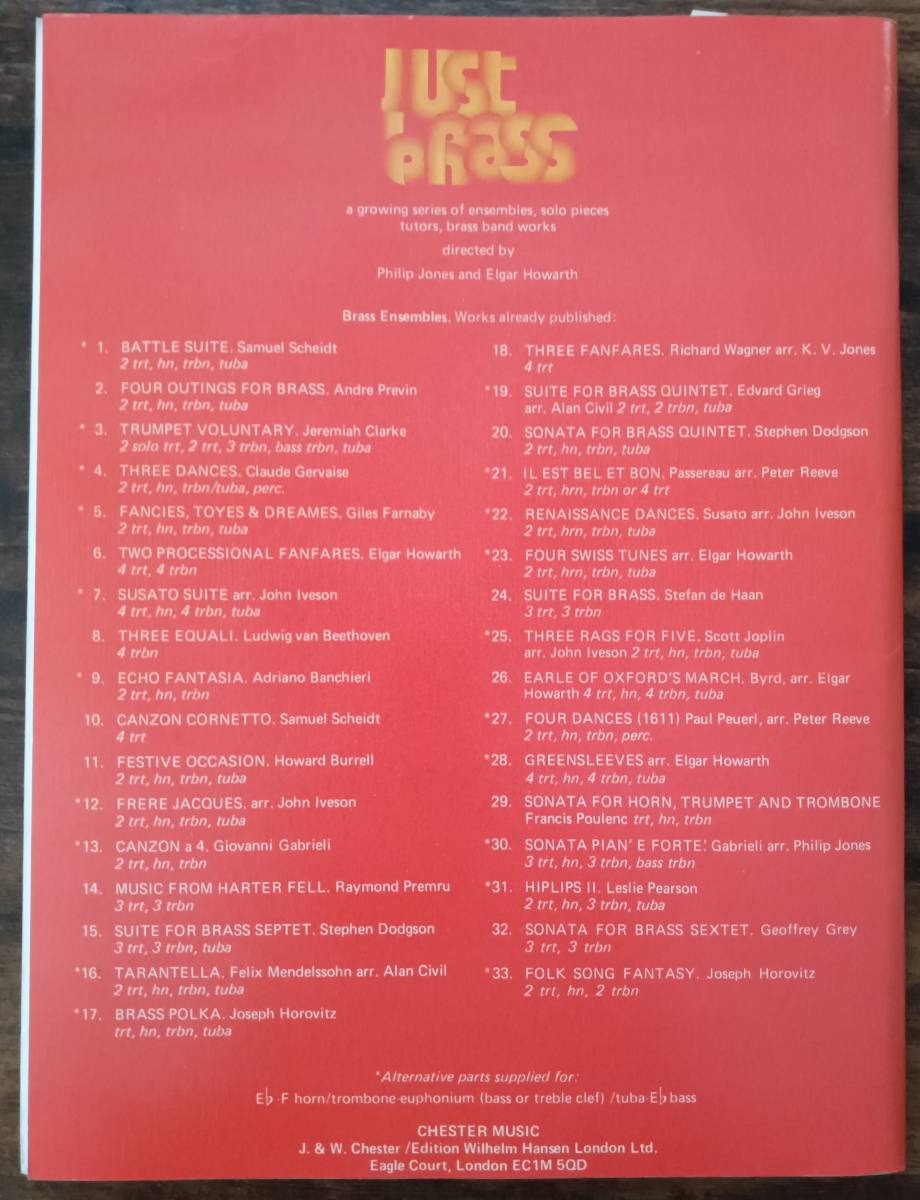 JUST
bRASS
a growing series of ensembles, solo pieces
tutors, brass band works
directed by
Philip Jones and Elgar Howarth
Brass Ensembles. Works already published:
* 1. BATTLE SUITE. Samuel Scheidt
2 trt, hn, trbn, tuba
2. FOUR OUTINGS FOR BRASS. Andre Previn
2 trt, hn, trbn, tuba
* 3. TRUMPET VOLUNTARY. Jeremiah Clarke
2 solo trt, 2 trt, 3 trbn, bass trbn, tuba
* 4. THREE DANCES. Claude Gervaise
2 trt, hn, trbn/tuba, perc.
* 5. FANCIES, TOYES & DREAMES. Giles Farnaby
2 trt, hn, trbn, tuba
6. TWO PROCESSIONAL FANFARES. Elgar Howarth
4 trt, 4 trbn
* 7. SUSATO SUITE arr. John Iveson
4 trt, hn, 4 trbn, tuba
8. THREE EQUALI. Ludwig van Beethoven
4 trbn
* 9. ECHO FANTASIA. Adriano Banchieri
2 trt, hn, trbn
10. CANZON CORNETTO. Samuel Scheidt
4 trt
11. FESTIVE OCCASION. Howard Burrell
2 trt, hn, trbn, tuba
*12. FRERE JACQUES. arr. John Iveson
2 trt, hn, trbn, tuba
*13. CANZON a 4. Giovanni Gabrieli
2 trt, hn, trbn
14. MUSIC FROM HARTER FELL. Raymond Premru
3 trt, 3 trbn
15. SUITE FOR BRASS SEPTET. Stephen Dodgson
3 trt, 3 trbn, tuba
*16. TARANTELLA. Felix Mendelssohn arr. Alan Civil
2 trt, hn, trbn, tuba
*17. BRASS POLKA. Joseph Horovitz
trt, hn, trbn, tuba
18. THREE FANFARES. Richard Wagner arr. K. V. Jones
4 trt
*19. SUITE FOR BRASS QUINTET. Edvard Grieg
arr. Alan Civil 2 trt, 2 trbn, tuba
20. SONATA FOR BRASS QUINTET. Stephen Dodgson
2 trt, hn, trbn, tuba
*21. IL EST BEL ET BON. Passereau arr. Peter Reeve
2 trt, hrn, trbn or 4 trt
*22. RENAISSANCE DANCES. Susato arr. John Iveson
2 trt, hrn, trbn, tuba
*23. FOUR SWISS TUNES arr. Elgar Howarth
2 trt, hrn, trbn, tuba
24. SUITE FOR BRASS. Stefan de Haan
3 trt, 3 trbn
*25. THREE RAGS FOR FIVE. Scott Joplin
arr. John Iveson 2 trt, hn, trbn, tuba
26. EARLE OF OXFORD'S MARCH. Byrd, arr. Elgar
Howarth 4 trt, hn, 4 trbn, tuba
*27. FOUR DANCES (1611) Paul Peuerl, arr. Peter Reeve
2 trt, hn, trbn, perc.
*28. GREENSLEEVES arr. Elgar Howarth
4 trt, hn, 4 trbn, tuba
29. SONATA FOR HORN, TRUMPET AND TROMBONE
Francis Poulenc trt, hn, trbn
*30. SONATA PIAN' E FORTE. Gabrieli arr. Philip Jones
3 trt, hn, 3 trbn, bass trbn
*31. HIPLIPS II. Leslie Pearson
2 trt, hn, 3 trbn, tuba
32. SONATA FOR BRASS SEXTET. Geoffrey Grey
3 trt, 3 trbn
*33. FOLK SONG FANTASY. Joseph Horovitz
2 trt, hn, 2 trbn
*Alternative parts supplied for:
E♭-F horn/trombone-euphonium (bass or treble clef) /tuba-E♭ bass
CHESTER MUSIC
J. & W. Chester /Edition Wilhelm Hansen London Ltd.
Eagle Court, London EC1M 5QD